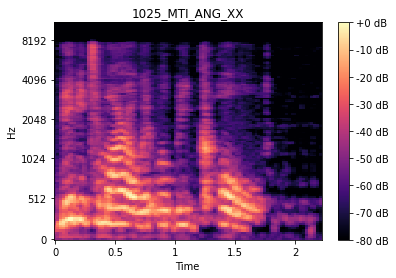 1025_MTI_ANG_XX
+0 dB
8192
-10 dB
-20 dB
4096
-30 dB
Hz
2048
-40 dB
1024
-50 dB
-60 dB
512
-70 dB
0
-80 dB
0
0.5
1
1.5
2
Time